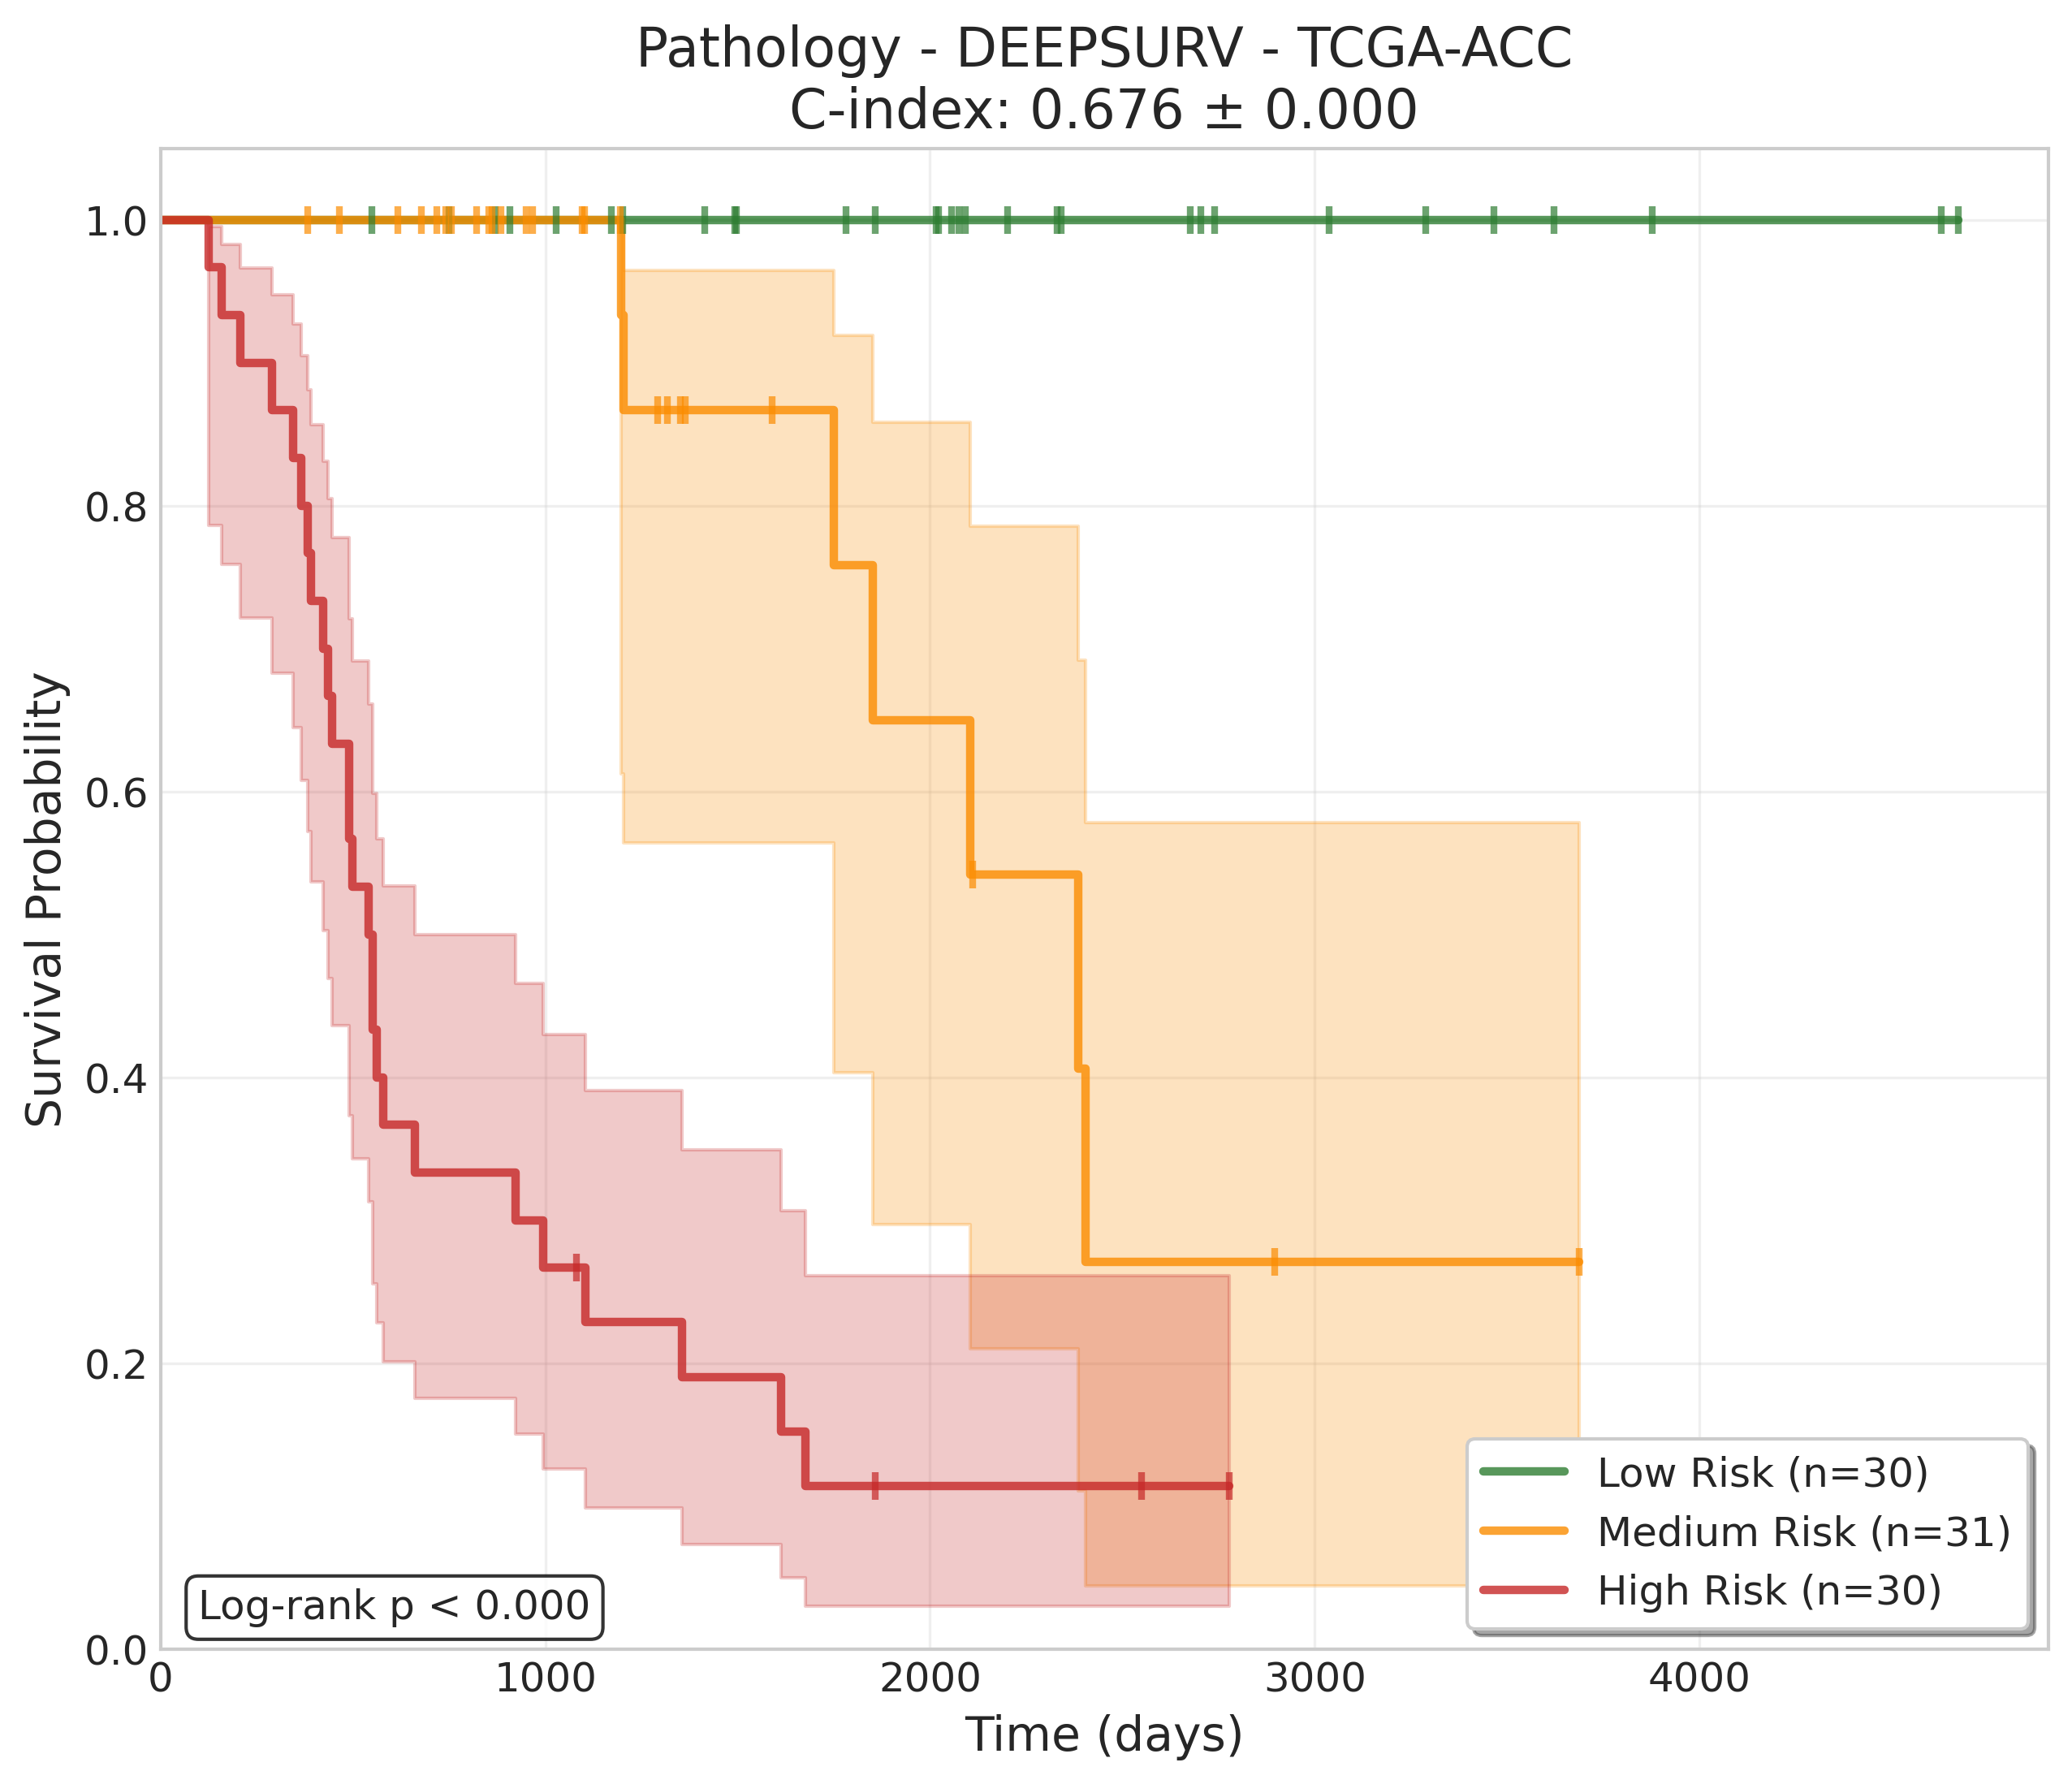 Pathology - DEEPSURV - TCGA-ACC
C-index: 0.676 ± 0.000
Survival Probability
1.0
0.8
0.6
0.4
0.2
0.0
Log-rank p < 0.000
Low Risk (n=30)
Medium Risk (n=31)
High Risk (n=30)
0 1000 2000 3000 4000
Time (days)